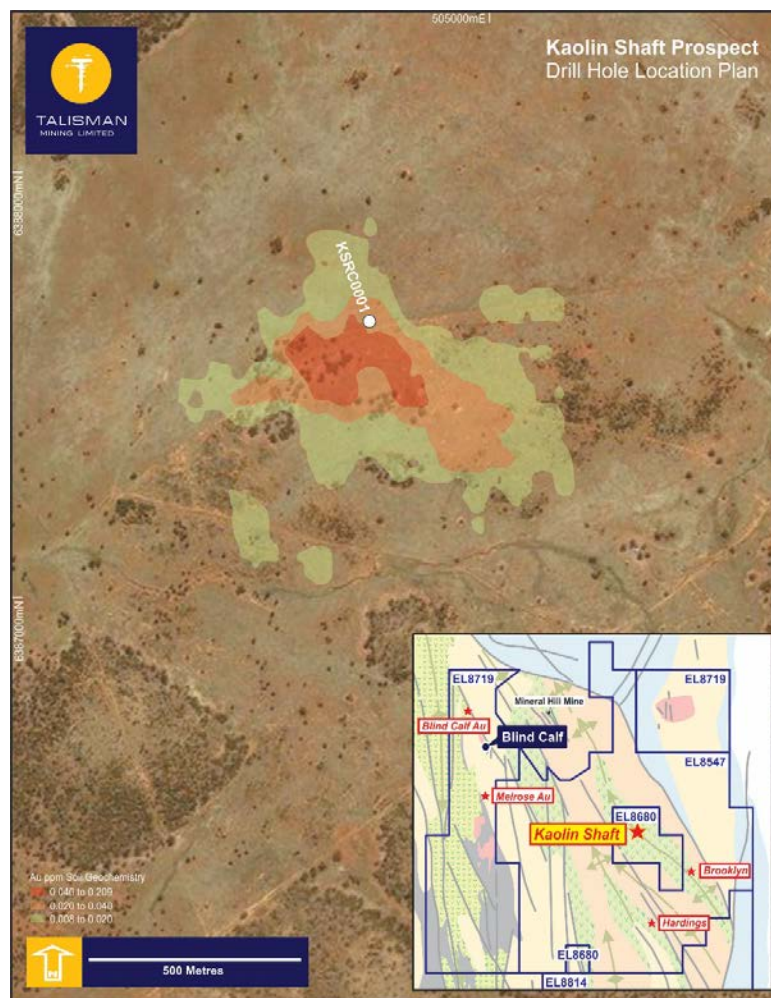 505000mE
TALISMAN
MINING LIMITED
Kaolin Shaft Prospect
Drill Hole Location Plan
6388000mN
KSRC0001
6387000mN
EL8719
Mineral Hill Mine
EL8719
Blind Calf Au
Blind Calf
EL8547
Melrose Au
EL8680
Kaolin Shaft
Brooklyn
Hardings
EL8680
EL8814
Au ppm Soil Geochemistry
0.040 to 0.209
0.020 to 0.040
0.008 to 0.020
500 Metres